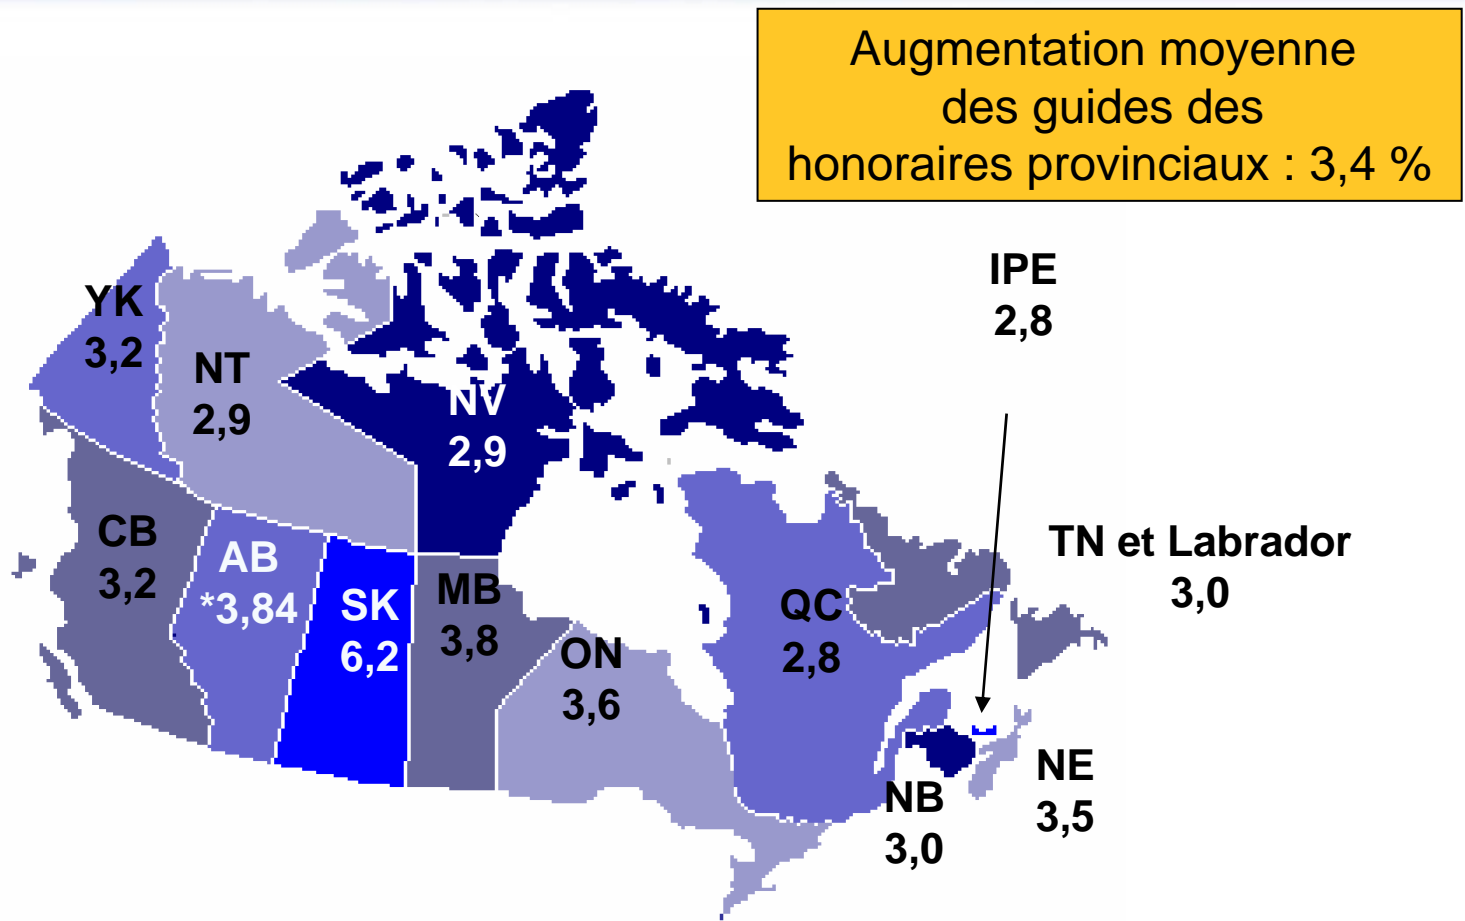 Augmentation moyenne
des guides des
honoraires provinciaux : 3,4 %
IPE
2,8
YK
3,2
NT
2,9
NV
2,9
CB
3,2
AB
*3,84
SK
6,2
MB
3,8
ON
3,6
QC
2,8
TN et Labrador
3,0
NB
3,0
NE
3,5